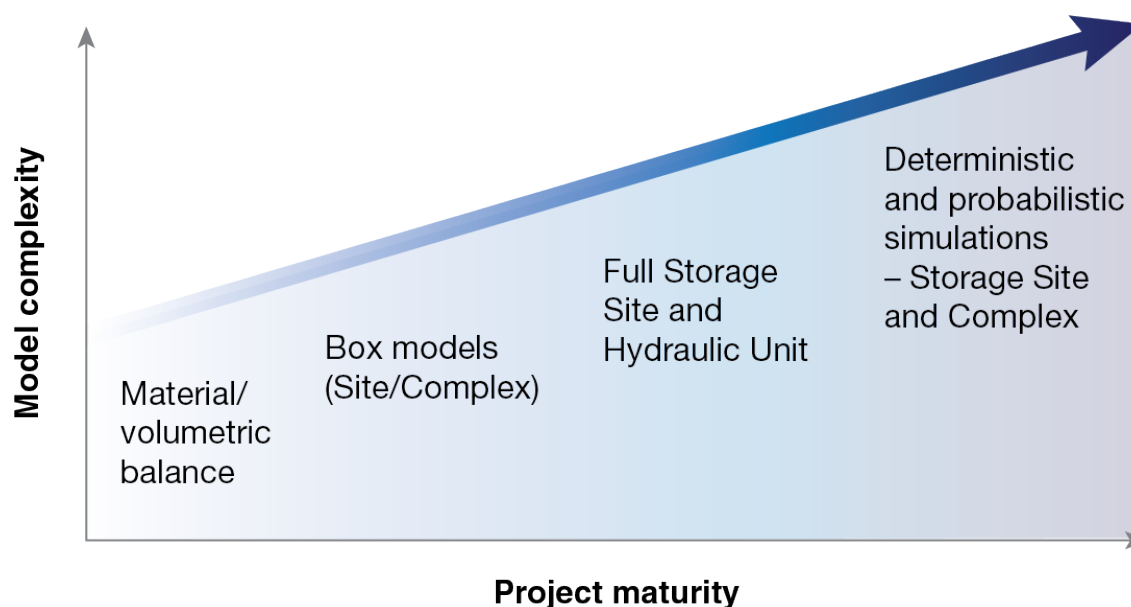 Model complexity
Material/
volumetric
balance
Box models
(Site/Complex)
Full Storage
Site and
Hydraulic Unit
Deterministic
and probabilistic
simulations
– Storage Site
and Complex
Project maturity